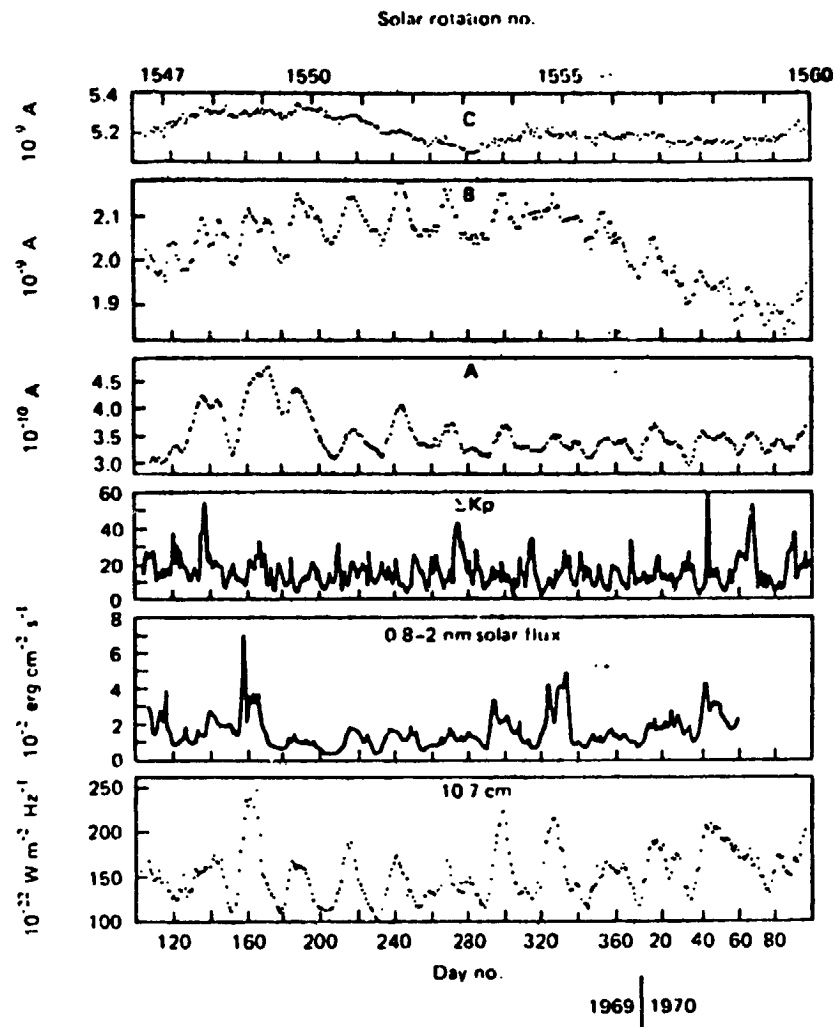 Solar rotation no.
1547 1550 1555 1560
5.4
5.2
10⁻⁹ A
C
2.1
2.0
1.9
10⁻⁹ A
B
4.5
4.0
3.5
3.0
10⁻¹⁰ A
A
60
40
20
0
ΣKp
8
6
4
2
0
erg cm⁻² s⁻¹
0.8–2 nm solar flux
250
200
150
100
10⁻²² W m⁻² Hz⁻¹
10.7 cm
120 160 200 240 280 320 360 20 40 60 80
Day no.
1969 | 1970